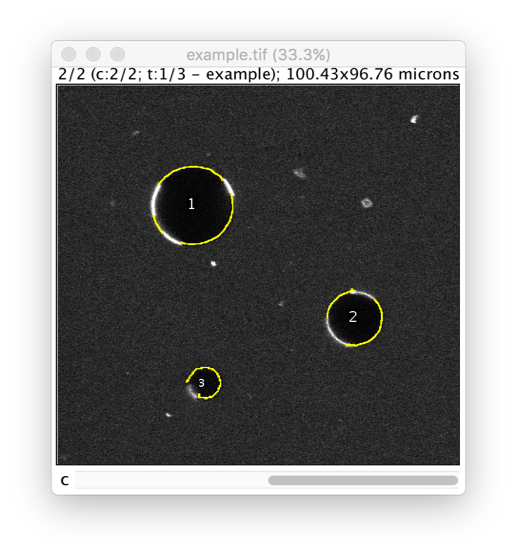 example.tif (33.3%)
2/2 (c:2/2; t:1/3 - example); 100.43x96.76 microns
1
2
3
C